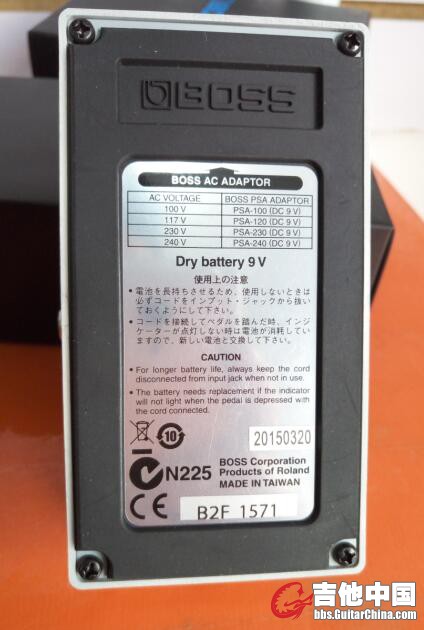 BOSS
BOSS AC ADAPTOR
AC VOLTAGE BOSS PSA ADAPTOR
100 V PSA-100 (DC 9 V)
117 V PSA-120 (DC 9 V)
230 V PSA-230 (DC 9 V)
240 V PSA-240 (DC 9 V)
Dry battery 9 V
使用上の注意
• 電池を長持ちさせるため、使用しないときは
必ずコードをインプット・ジャックから抜い
ておくようにして下さい。
• コードを接続してペダルを踏んだ時、インジ
ケーターが点灯しない時は電池が消耗してい
ますので、新しい電池と交換して下さい。
CAUTION
• For longer battery life, always keep the cord
disconnected from input jack when not in use.
• The battery needs replacement if the indicator
will not light when the pedal is depressed with
the cord connected.
10
20150320
N225
BOSS Corporation
Products of Roland
MADE IN TAIWAN
CE
B2F 1571
吉他中国
bbs.GuitarChina.com